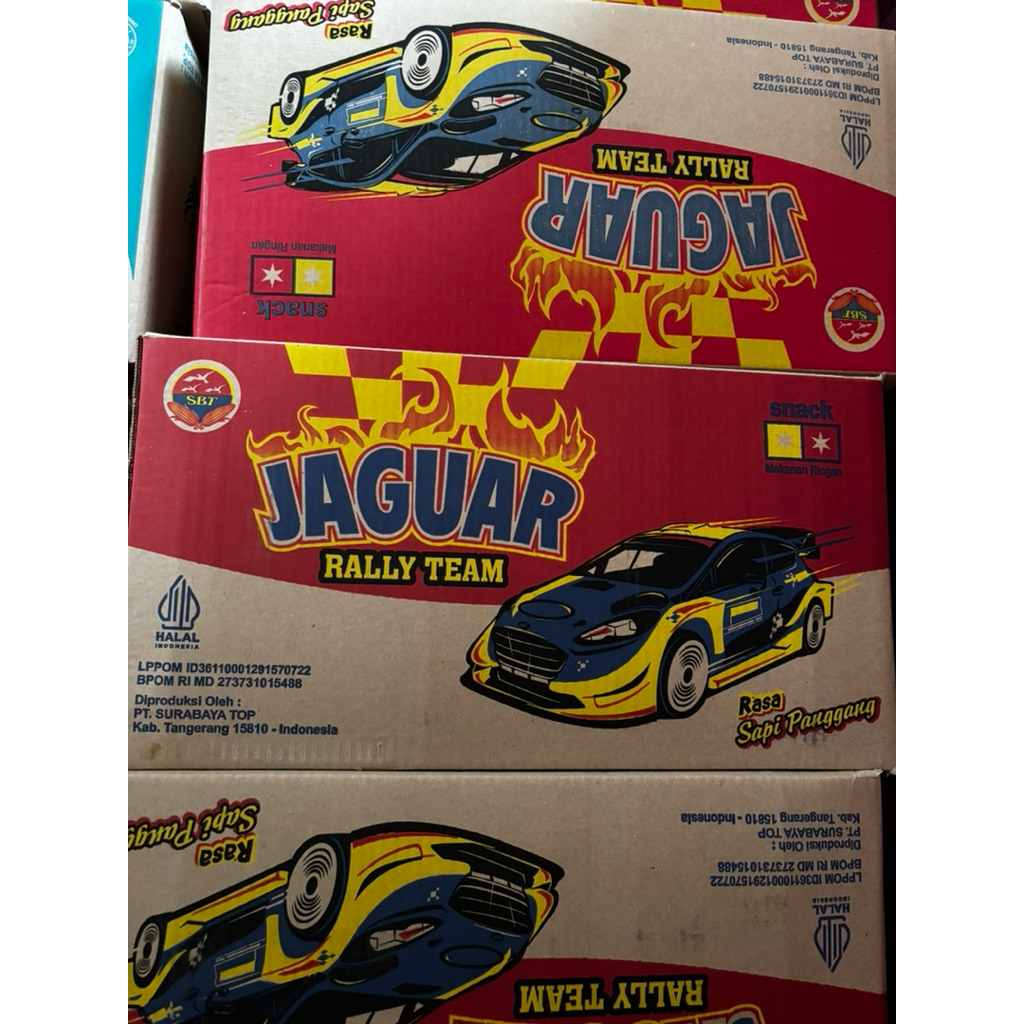 Rasa
Sapi Panggang
LPPOM ID36110001291570722
BPOM RI MD 273731015488
Diproduksi Oleh :
PT. SURABAYA TOP
Kab. Tangerang 15810 - Indonesia
HALAL
INDONESIA
JAGUAR
RALLY TEAM
snack
Makanan Ringan
SBT
SBT
JAGUAR
RALLY TEAM
snack
Makanan Ringan
HALAL
INDONESIA
LPPOM ID36110001291570722
BPOM RI MD 273731015488
Diproduksi Oleh :
PT. SURABAYA TOP
Kab. Tangerang 15810 - Indonesia
Rasa
Sapi Panggang
Rasa
Sapi
LPPOM ID36110001291570722
BPOM RI MD 273731015488
Diproduksi Oleh :
PT. SURABAYA TOP
Kab. Tangerang 15810 - Indonesia
HALAL
INDONESIA
RALLY TEAM